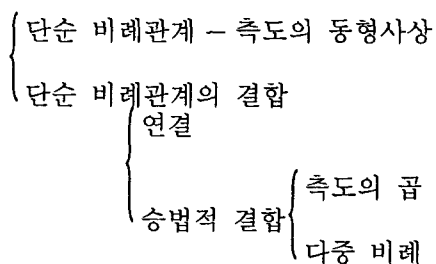 단순 비례관계 - 측도의 동형사상
단순 비례관계의 결합
연결
측도의 곱
승법적 결합
다중 비례